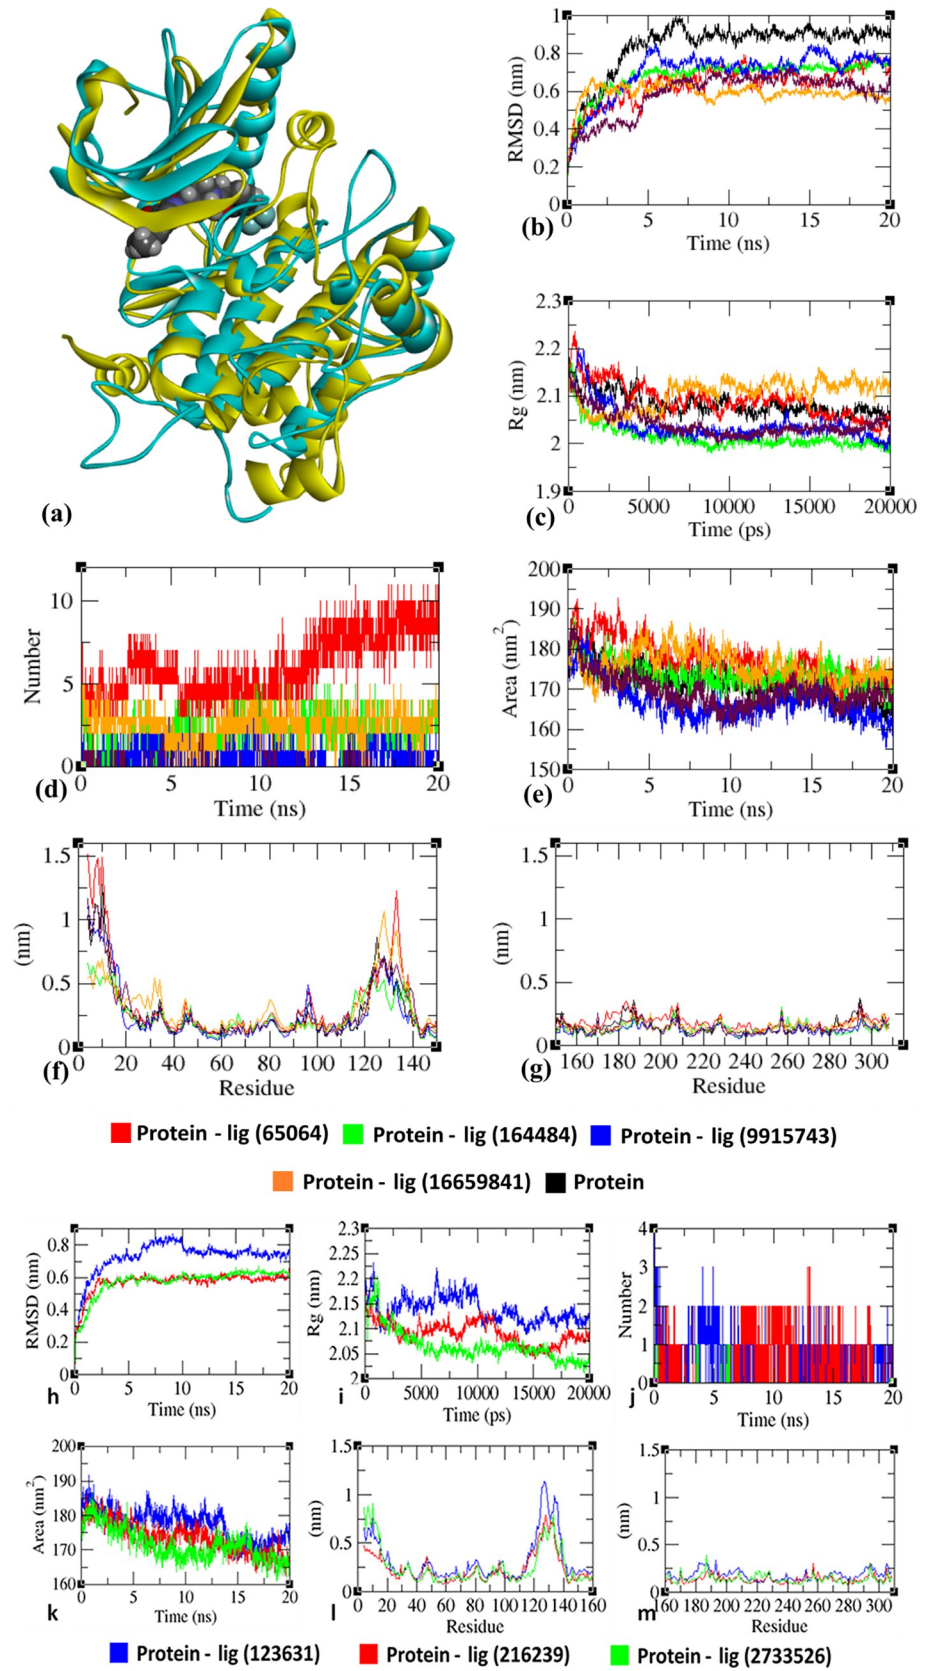 (a)
RMSD (nm)
1
0.8
0.6
0.4
0.2
0
0 5 10 15 20
Time (ns)
(b)
Rg (nm)
2.3
2.2
2.1
2
1.9
0 5000 10000 15000 20000
Time (ps)
(c)
Number
10
5
0
0 5 10 15 20
Time (ns)
(d)
Area (nm2)
200
190
180
170
160
150
0 5 10 15 20
Time (ns)
(e)
(nm)
1.5
1
0.5
0
0 20 40 60 80 100 120 140
Residue
(f)
(nm)
1.5
1
0.5
0
160 180 200 220 240 260 280 300
Residue
(g)
Protein - lig (65064) Protein - lig (164484) Protein - lig (9915743)
Protein - lig (16659841) Protein
RMSD (nm)
0.8
0.6
0.4
0.2
0
0 5 10 15 20
Time (ns)
h
Rg (nm)
2.3
2.25
2.2
2.15
2.1
2.05
2
0 5000 10000 15000 20000
Time (ps)
i
Number
4
3
2
1
0
0 5 10 15 20
Time (ns)
j
Area (nm2)
200
190
180
170
160
0 5 10 15 20
Time (ns)
k
(nm)
1.5
1
0.5
0
0 20 40 60 80 100 120 140 160
Residue
l
(nm)
1.5
1
0.5
0
160 180 200 220 240 260 280 300
Residue
m
Protein - lig (123631) Protein - lig (216239) Protein - lig (2733526)